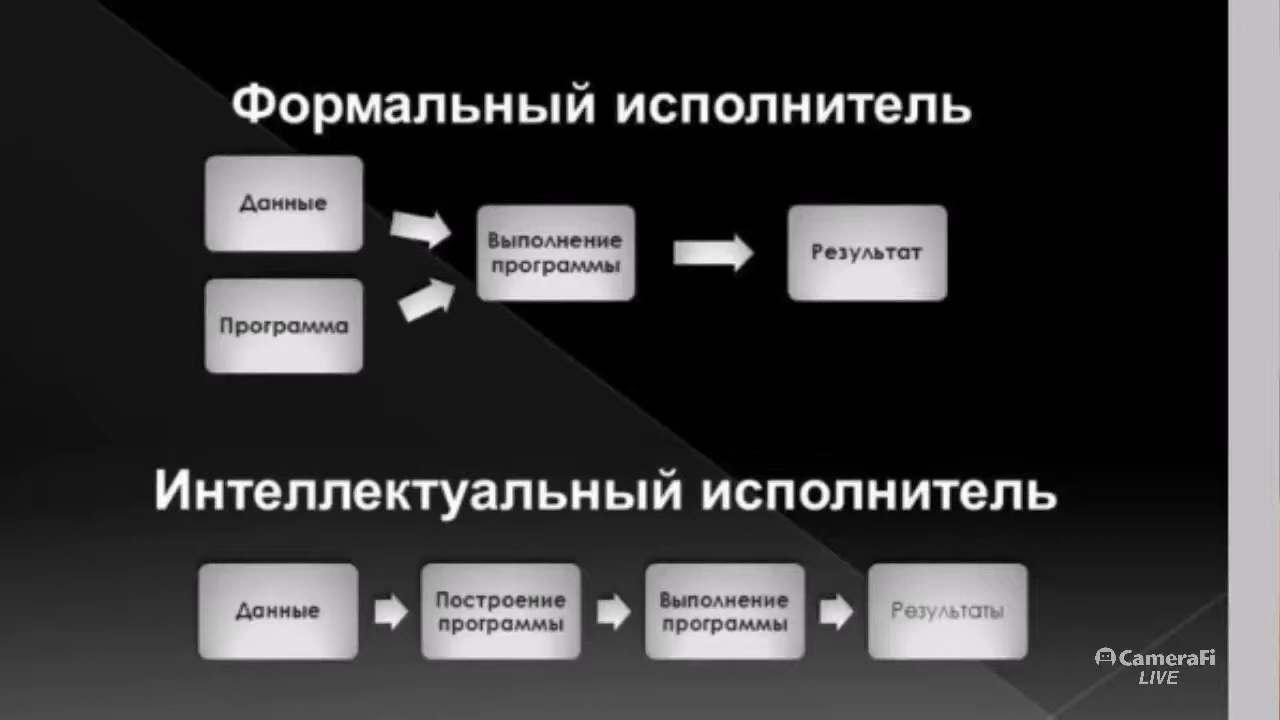 Формальный исполнитель
Данные
Программа
Выполнение
программы
Результат
Интеллектуальный исполнитель
Данные
Построение
программы
Выполнение
программы
Результаты
CameraFi
LIVE